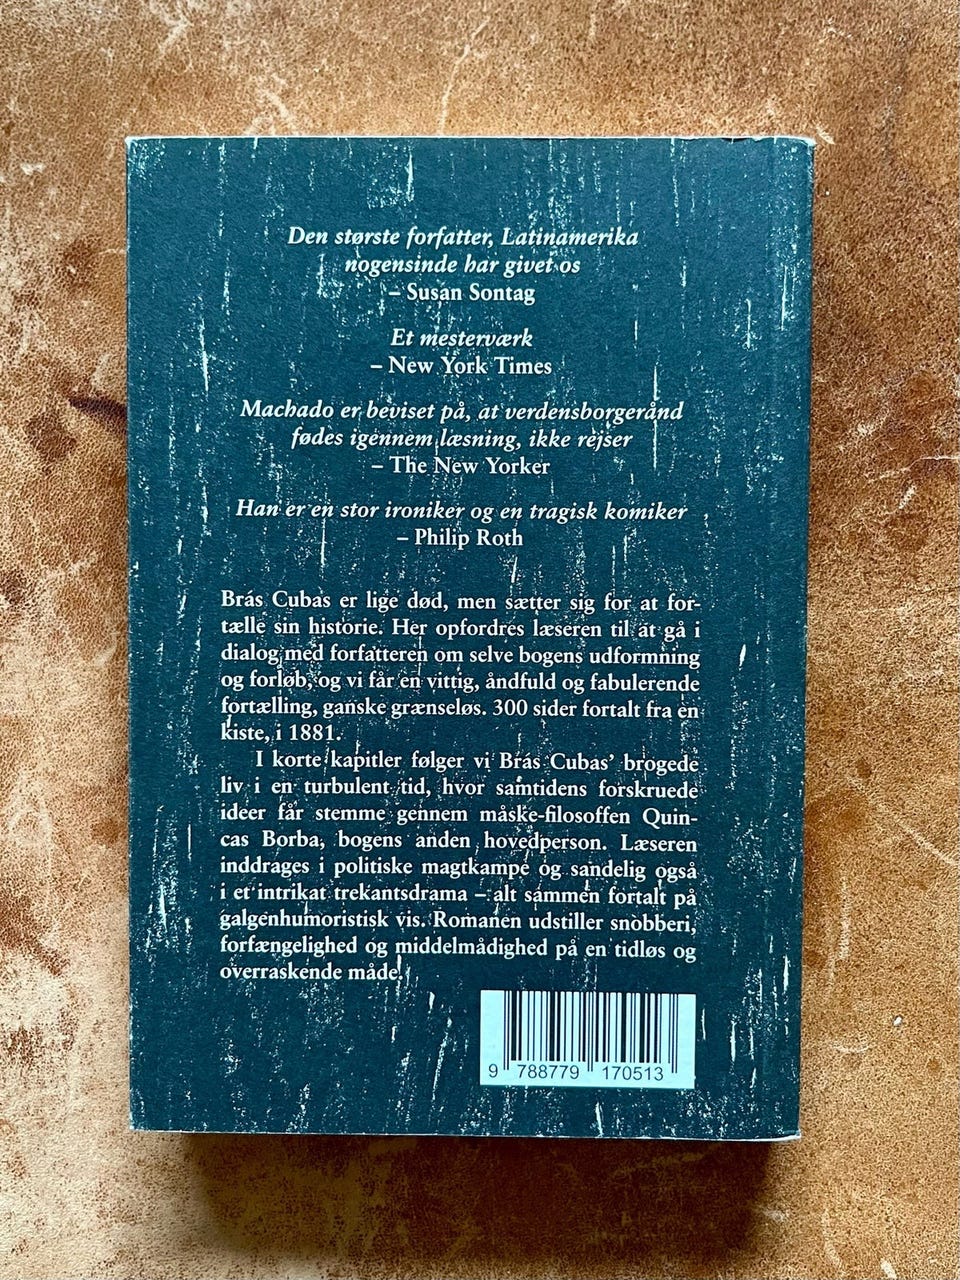 Den største forfatter, Latinamerika
nogensinde har givet os
– Susan Sontag
Et mesterværk
– New York Times
Machado er beviset på, at verdensborgerånd
fødes igennem læsning, ikke rejser
– The New Yorker
Han er en stor ironiker og en tragisk komiker
– Philip Roth
Brás Cubas er lige død, men sætter sig for at for-
tælle sin historie. Her opfordres læseren til at gå i
dialog med forfatteren om selve bogens udformning
og forløb, og vi får en vittig, åndfuld og fabulerende
fortælling, ganske grænseløs. 300 sider fortalt fra en
kiste, i 1881.
I korte kapitler følger vi Brás Cubas’ brogede
liv i en turbulent tid, hvor samtidens forskruede
ideer får stemme gennem måske-filosoffen Quin-
cas Borba, bogens anden hovedperson. Læseren
inddrages i politiske magtkampe og sandelig også
i et intrikat trekantsdrama – alt sammen fortalt på
galgenhumoristisk vis. Romanen udstiller snobberi,
forfængelighed og middelmådighed på en tidløs og
overraskende måde.
9 788779 170513